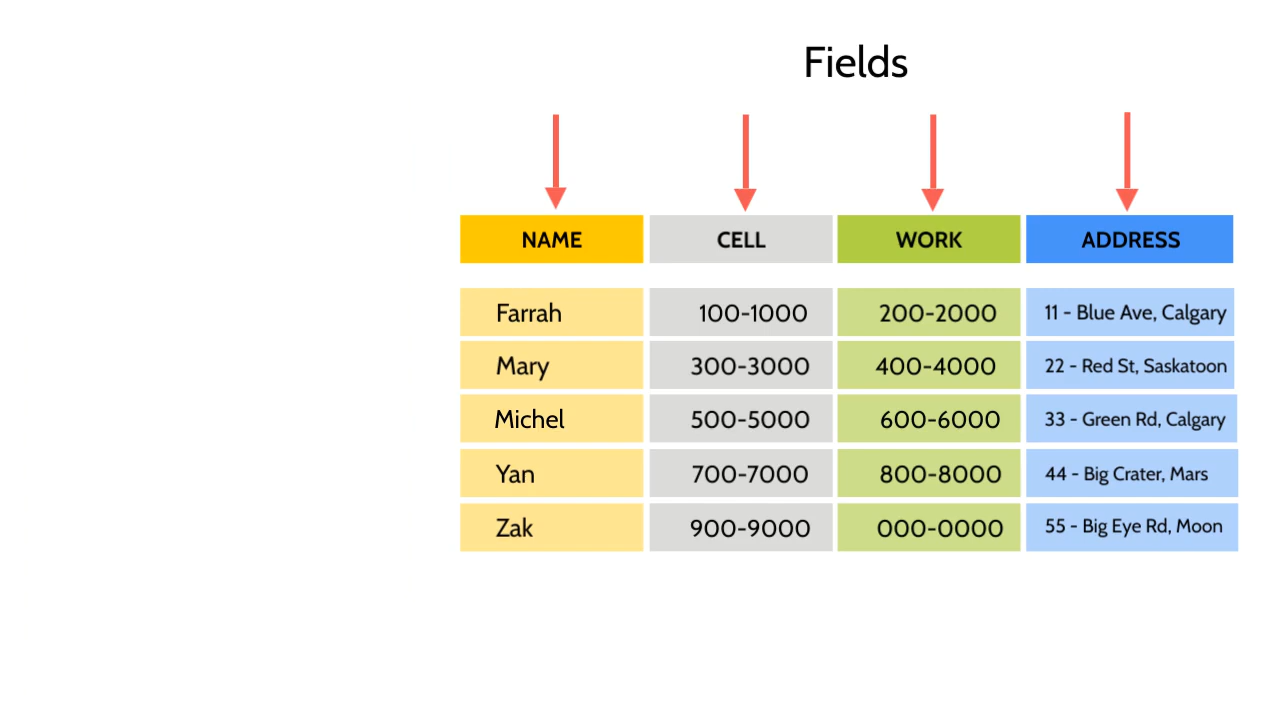 Fields
NAME CELL WORK ADDRESS
Farrah 100-1000 200-2000 11 - Blue Ave, Calgary
Mary 300-3000 400-4000 22 - Red St, Saskatoon
Michel 500-5000 600-6000 33 - Green Rd, Calgary
Yan 700-7000 800-8000 44 - Big Crater, Mars
Zak 900-9000 000-0000 55 - Big Eye Rd, Moon